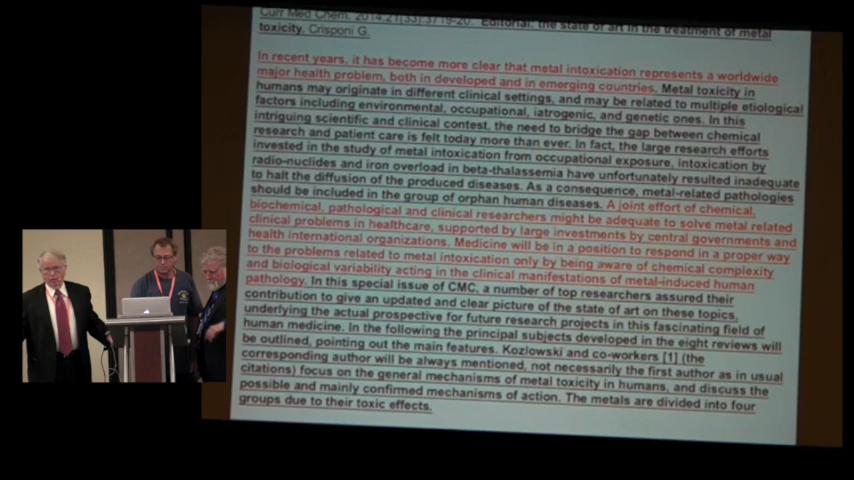 Curr Med Chem. 2014;21(33):3719-20. Editorial: the state of art in the treatment of metal
toxicity. Crisponi G.
In recent years, it has become more clear that metal intoxication represents a worldwide
major health problem, both in developed and in emerging countries. Metal toxicity in
humans may originate in different clinical settings, and may be related to multiple etiological
factors including environmental, occupational, iatrogenic, and genetic ones. In this
intriguing scientific and clinical contest, the need to bridge the gap between chemical
research and patient care is felt today more than ever. In fact, the large research efforts
invested in the study of metal intoxication from occupational exposure, intoxication by
radio-nuclides and iron overload in beta-thalassemia have unfortunately resulted inadequate
to halt the diffusion of the produced diseases. As a consequence, metal-related pathologies
should be included in the group of orphan human diseases. A joint effort of chemical,
biochemical, pathological and clinical researchers might be adequate to solve metal related
clinical problems in healthcare, supported by large investments by central governments and
health international organizations. Medicine will be in a position to respond in a proper way
to the problems related to metal intoxication only by being aware of chemical complexity
and biological variability acting in the clinical manifestations of metal-induced human
pathology. In this special issue of CMC, a number of top researchers assured their
contribution to give an updated and clear picture of the state of art on these topics,
underlying the actual prospective for future research projects in this fascinating field of
human medicine. In the following the principal subjects developed in the eight reviews will
be outlined, pointing out the main features. Kozlowski and co-workers [1] (the
corresponding author will be always mentioned, not necessarily the first author as in usual
citations) focus on the general mechanisms of metal toxicity in humans, and discuss the
possible and mainly confirmed mechanisms of action. The metals are divided into four
groups due to their toxic effects.